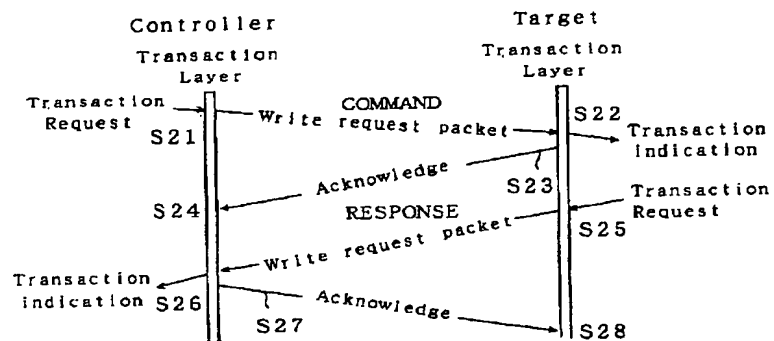 Controller
Transaction
Layer
Target
Transaction
Layer
Transaction
Request
S21
COMMAND
Write request packet
S22
Transaction
indication
Acknowledge
S23
S24
Transaction
Request
S25
RESPONSE
Write request packet
Transaction
indication
S26
S27
Acknowledge
S28